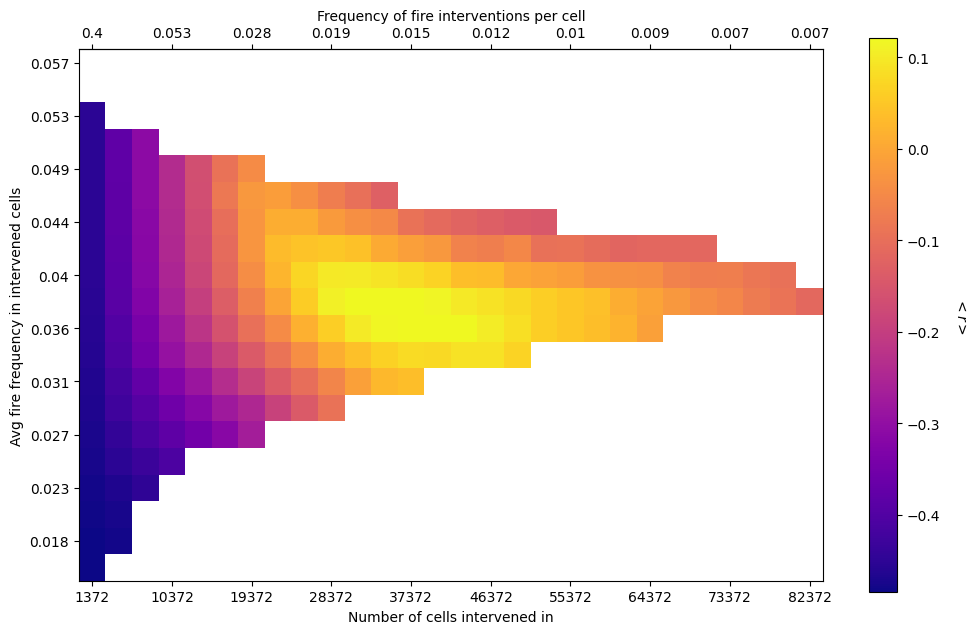 Frequency of fire interventions per cell
0.4 0.053 0.028 0.019 0.015 0.012 0.01 0.009 0.007 0.007
Avg fire frequency in intervened cells
0.057
0.053
0.049
0.044
0.04
0.036
0.031
0.027
0.023
0.018
1372 10372 19372 28372 37372 46372 55372 64372 73372 82372
Number of cells intervened in
0.1
0.0
−0.1
−0.2
−0.3
−0.4
< r >